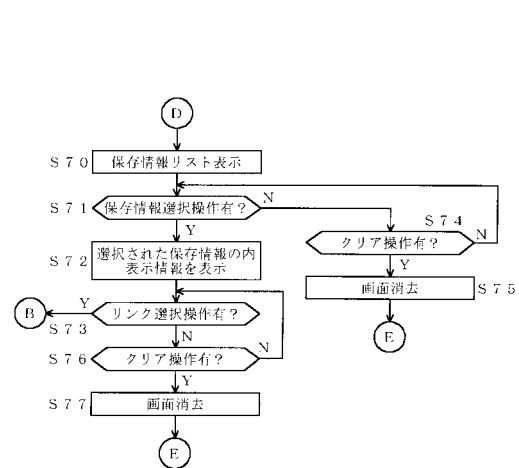 D
S70 保存情報リスト表示
S71 保存情報選択操作有? N
Y
S74
クリア操作有? N
Y
S72 選択された保存情報の内
表示情報を表示
画面消去 S75
B Y リンク選択操作有?
S73
N
E
S76 クリア操作有? N
Y
S77 画面消去
E